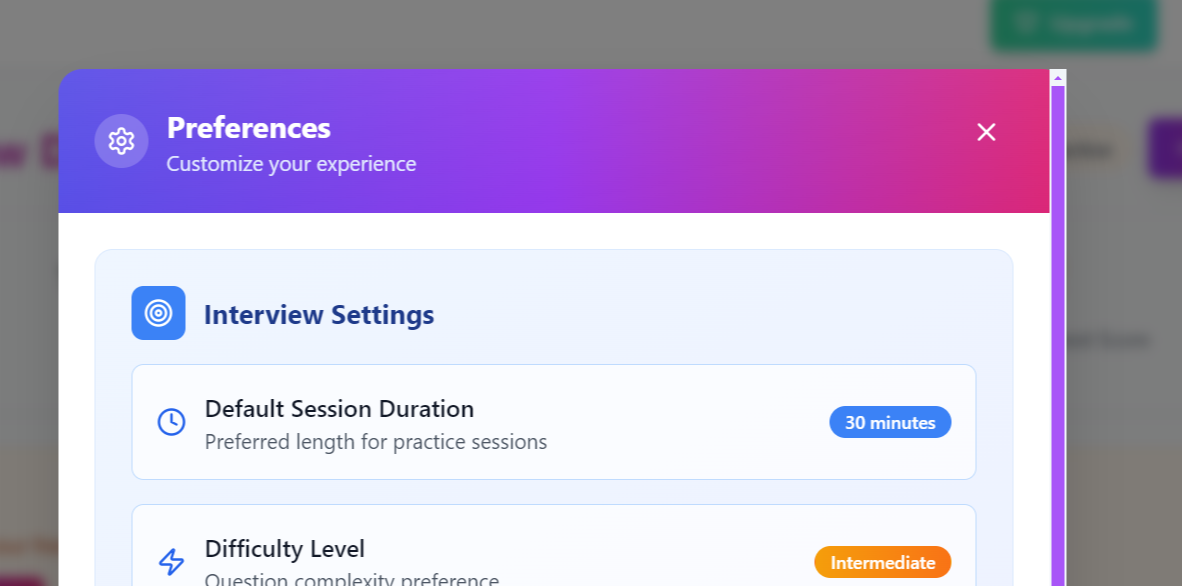 Upgrade
Preferences
Customize your experience
Interview Settings
Default Session Duration
Preferred length for practice sessions
30 minutes
Difficulty Level
Question complexity preference
Intermediate